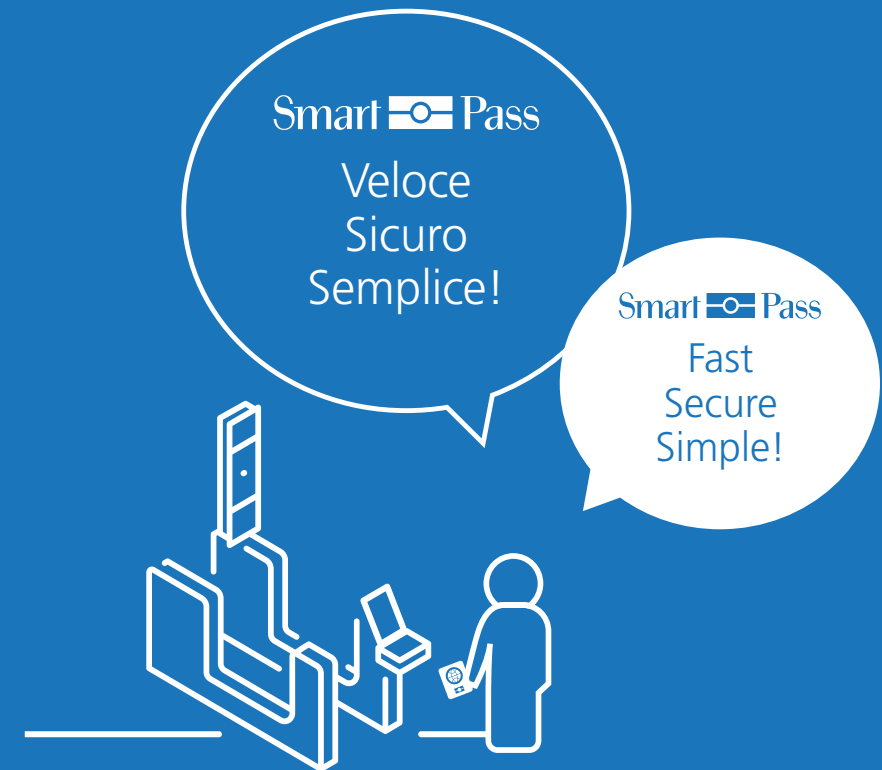 Smart Pass
Veloce
Sicuro
Semplice!
Smart Pass
Fast
Secure
Simple!